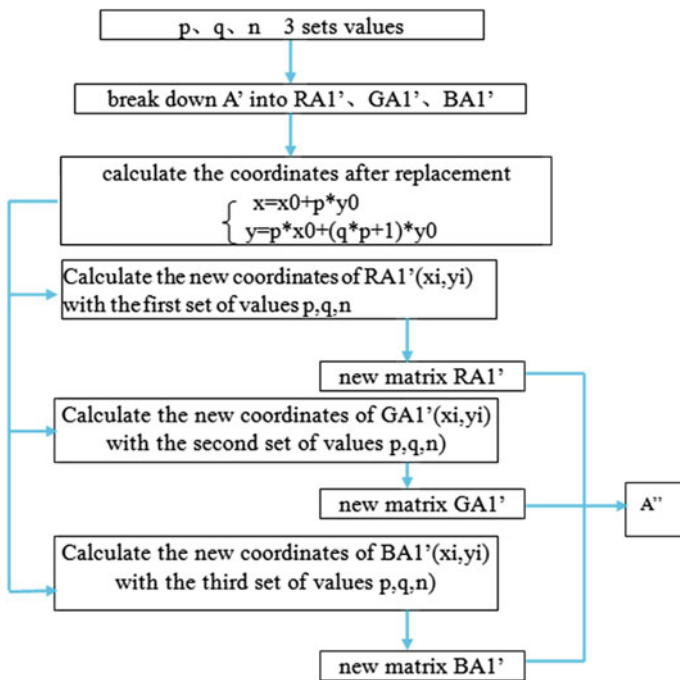 p、q、n 3 sets values
break down A’ into RA1’、GA1’、BA1’
calculate the coordinates after replacement
x=x0+p*y0
y=p*x0+(q*p+1)*y0
Calculate the new coordinates of RA1’(xi,yi)
with the first set of values p,q,n
new matrix RA1’
Calculate the new coordinates of GA1’(xi,yi)
with the second set of values p,q,n)
new matrix GA1’
A’’
Calculate the new coordinates of BA1’(xi,yi)
with the third set of values p,q,n)
new matrix BA1’